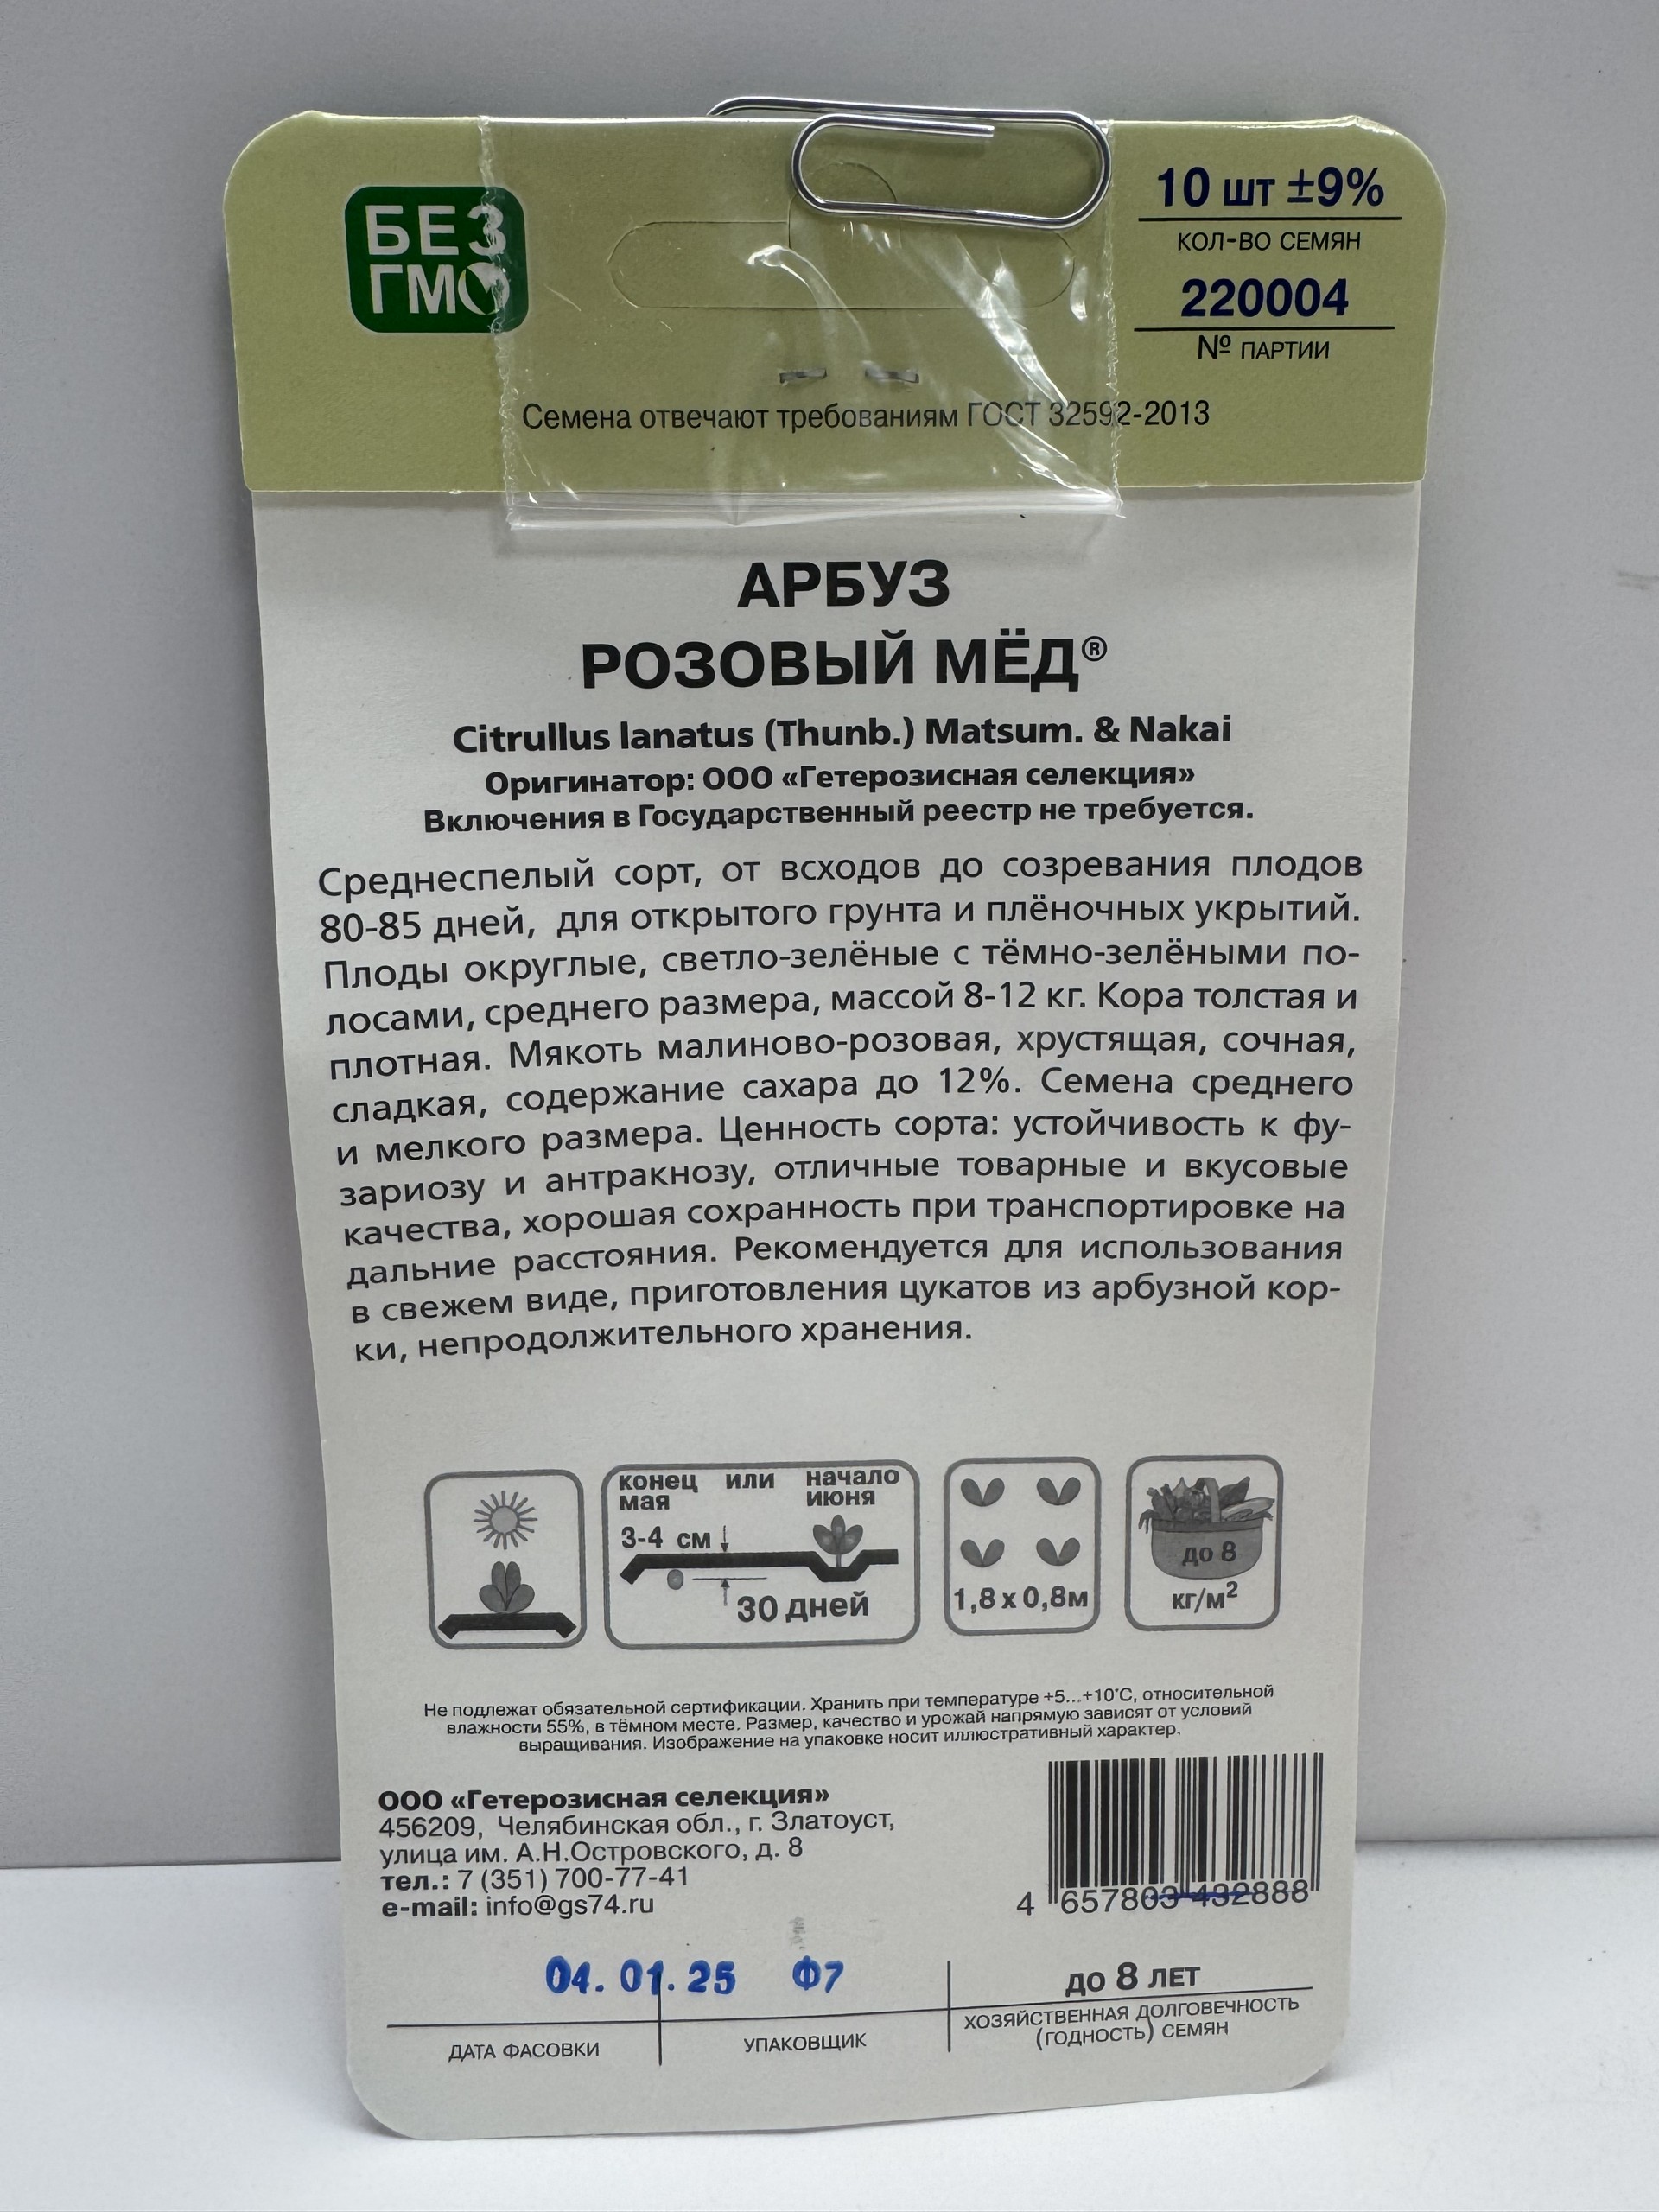 БЕЗ
ГМО
10 шт ±9%
КОЛ-ВО СЕМЯН
220004
№ ПАРТИИ
Семена отвечают требованиям ГОСТ 32592-2013
АРБУЗ
РОЗОВЫЙ МЁД®
Citrullus lanatus (Thunb.) Matsum. & Nakai
Оригинатор: ООО «Гетерозисная селекция»
Включения в Государственный реестр не требуется.
Среднеспелый сорт, от всходов до созревания плодов
80-85 дней, для открытого грунта и плёночных укрытий.
Плоды округлые, светло-зелёные с тёмно-зелёными по-
лосами, среднего размера, массой 8-12 кг. Кора толстая и
плотная. Мякоть малиново-розовая, хрустящая, сочная,
сладкая, содержание сахара до 12%. Семена среднего
и мелкого размера. Ценность сорта: устойчивость к фу-
зариозу и антракнозу, отличные товарные и вкусовые
качества, хорошая сохранность при транспортировке на
дальние расстояния. Рекомендуется для использования
в свежем виде, приготовления цукатов из арбузной кор-
ки, непродолжительного хранения.
конец или начало
мая июня
3-4 см
30 дней
1,8 х 0,8м
до 8
кг/м²
Не подлежат обязательной сертификации. Хранить при температуре +5...+10°С, относительной
влажности 55%, в тёмном месте. Размер, качество и урожай напрямую зависят от условий
выращивания. Изображение на упаковке носит иллюстративный характер.
ООО «Гетерозисная селекция»
456209, Челябинская обл., г. Златоуст,
улица им. А.Н.Островского, д. 8
тел.: 7 (351) 700-77-41
e-mail: info@gs74.ru
4 657803 432888
04. 01. 25 Ф7
до 8 лет
ДАТА ФАСОВКИ
УПАКОВЩИК
ХОЗЯЙСТВЕННАЯ ДОЛГОВЕЧНОСТЬ
(ГОДНОСТЬ) СЕМЯН